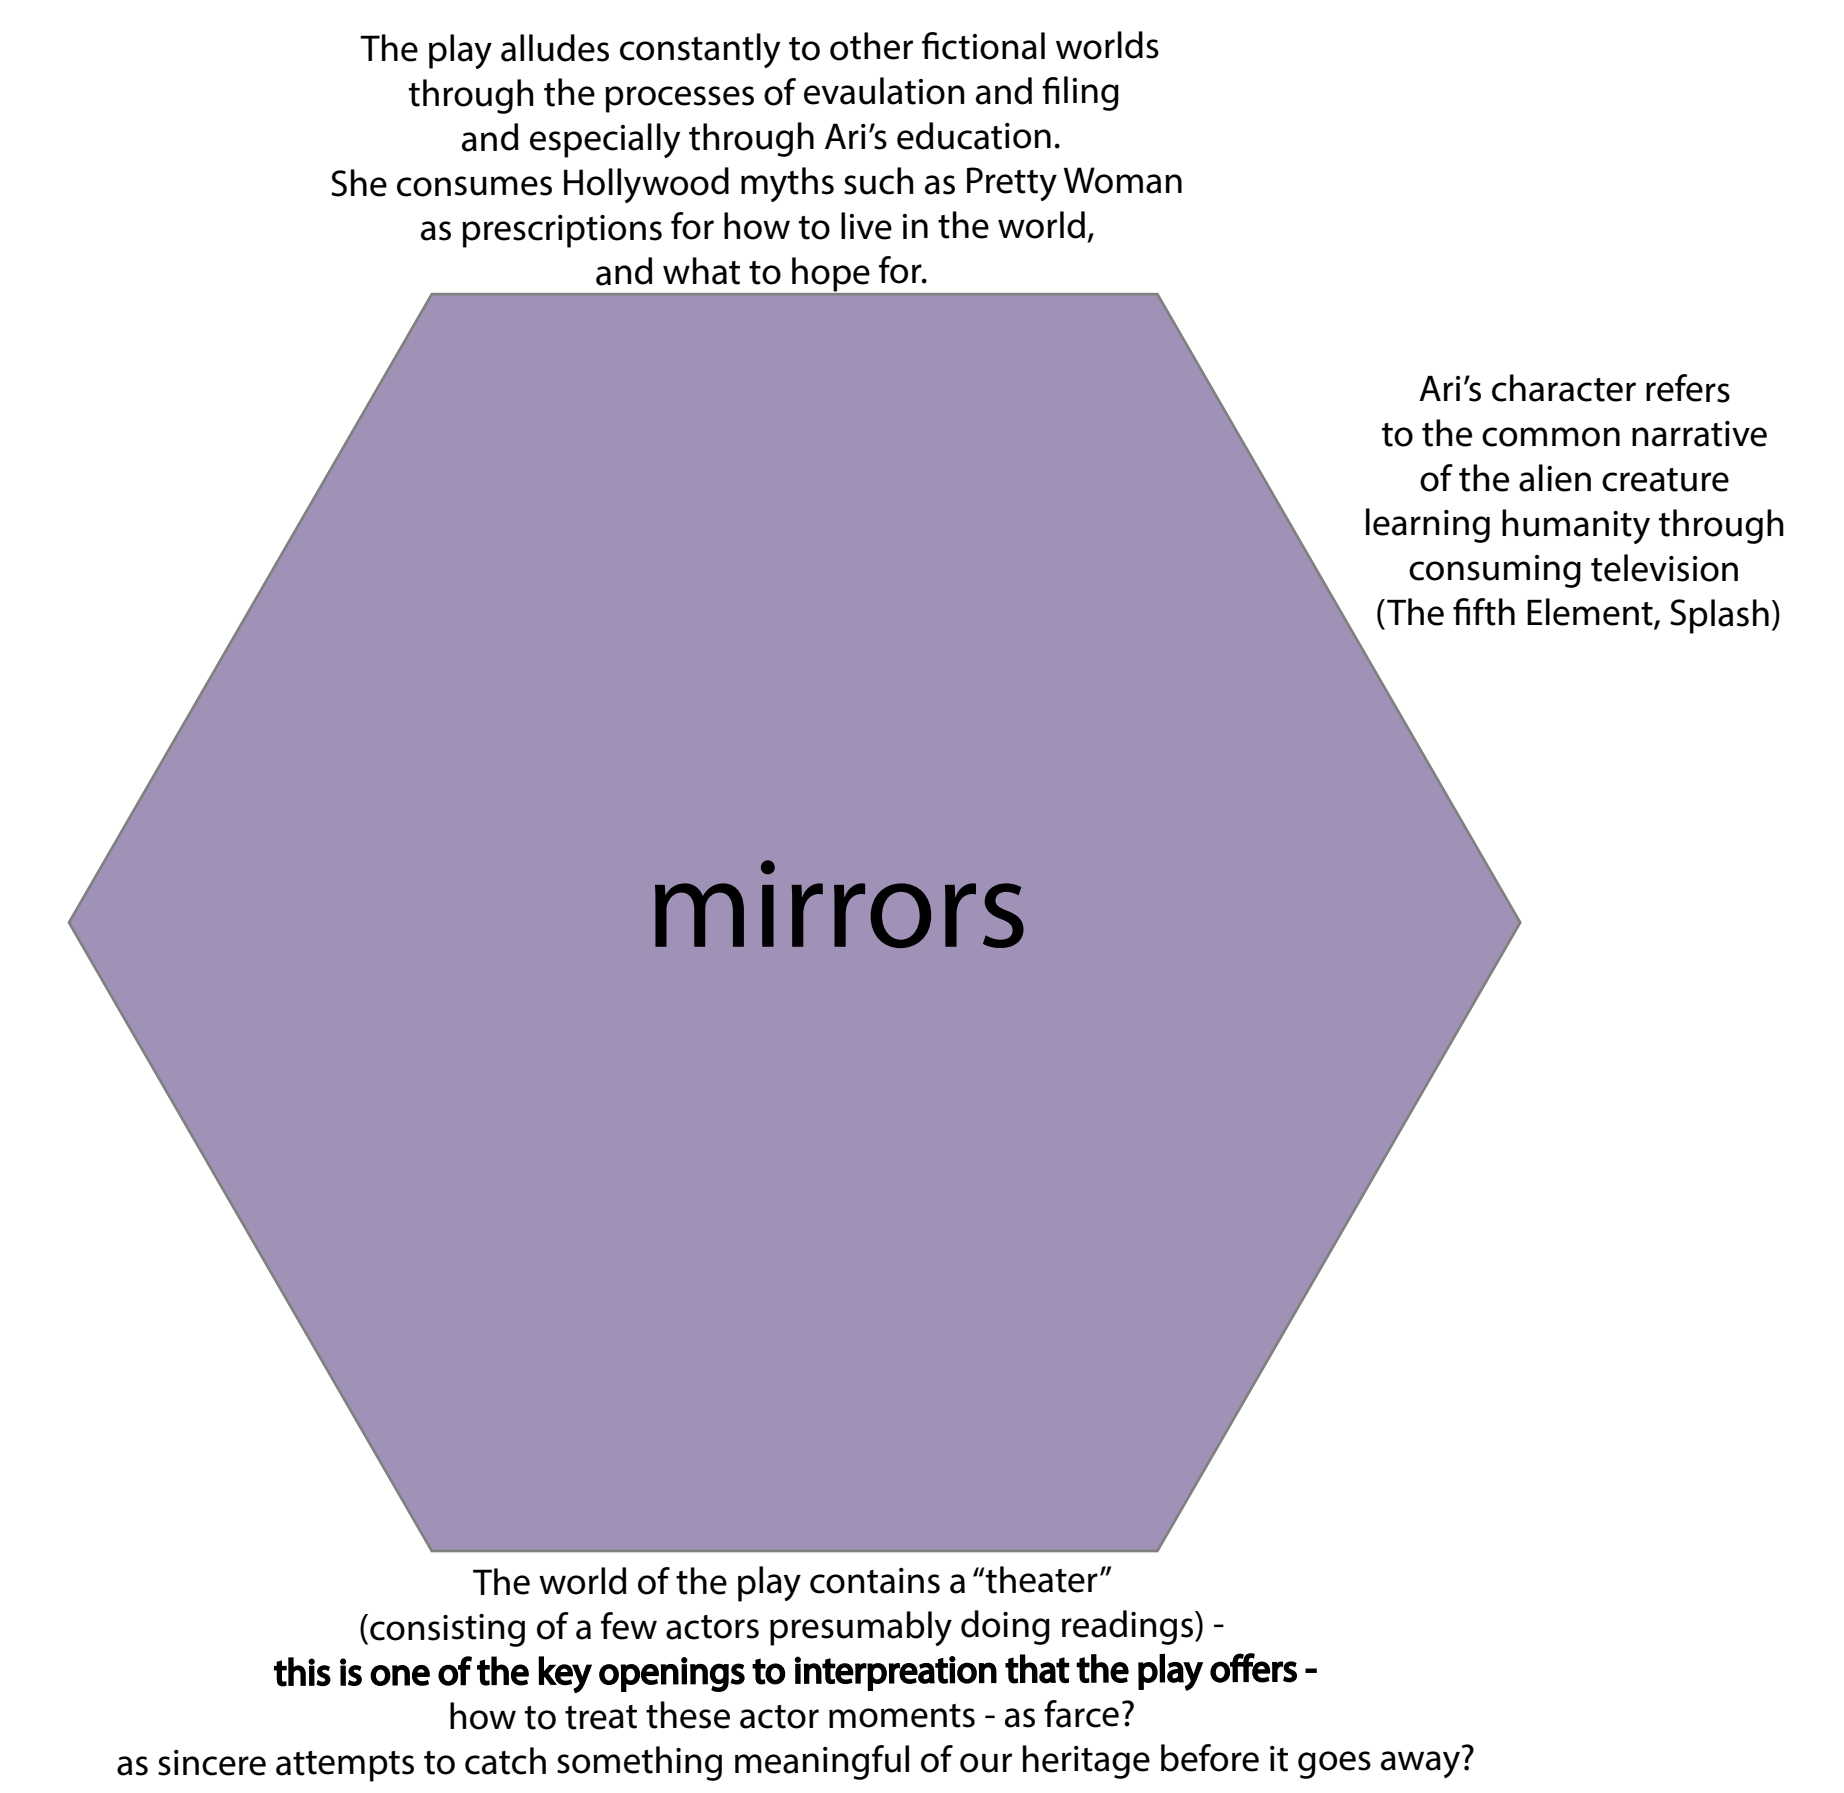 The play alludes constantly to other fictional worlds
through the processes of evaulation and filing
and especially through Ari’s education.
She consumes Hollywood myths such as Pretty Woman
as prescriptions for how to live in the world,
and what to hope for.
Ari’s character refers
to the common narrative
of the alien creature
learning humanity through
consuming television
(The fifth Element, Splash)
mirrors
The world of the play contains a “theater”
(consisting of a few actors presumably doing readings) -
this is one of the key openings to interpreation that the play offers -
how to treat these actor moments - as farce?
as sincere attempts to catch something meaningful of our heritage before it goes away?